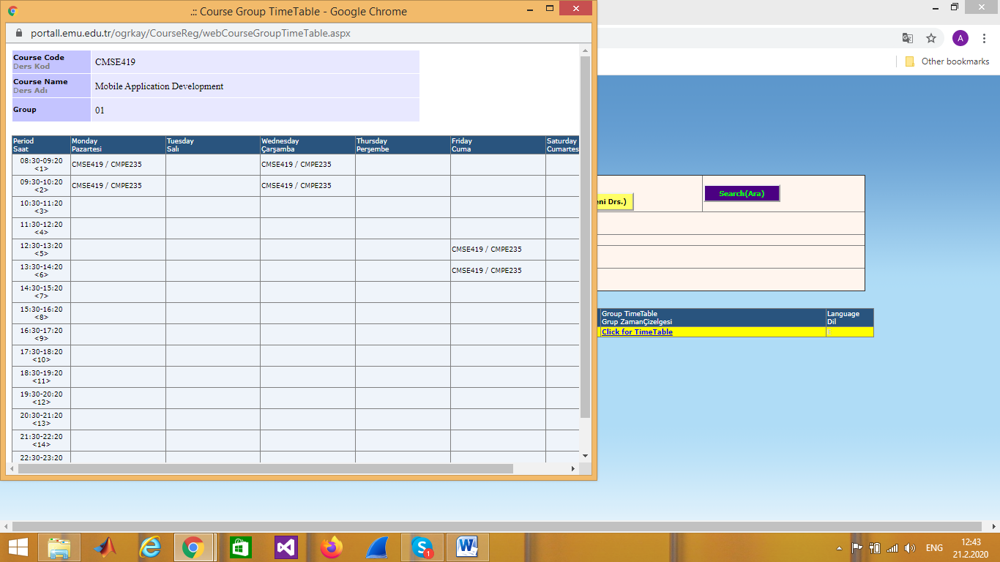 .:: Course Group TimeTable - Google Chrome
portall.emu.edu.tr/ogrkay/CourseReg/webCourseGroupTimeTable.aspx
A
Other bookmarks
Course Code CMSE419
Ders Kod
Course Name Mobile Application Development
Ders Adı
Group 01
Period Monday Tuesday Wednesday Thursday Friday Saturday
Saat Pazartesi Salı Çarşamba Perşembe Cuma Cumartes
08:30-09:20 CMSE419 / CMPE235 CMSE419 / CMPE235
<1>
09:30-10:20 CMSE419 / CMPE235 CMSE419 / CMPE235
<2>
10:30-11:20
<3>
11:30-12:20
<4>
12:30-13:20 CMSE419 / CMPE235
<5>
13:30-14:20 CMSE419 / CMPE235
<6>
14:30-15:20
<7>
15:30-16:20
<8>
16:30-17:20
<9>
17:30-18:20
<10>
18:30-19:20
<11>
19:30-20:20
<12>
20:30-21:20
<13>
21:30-22:20
<14>
22:30-23:20
eni Drs.)
Search(Ara)
Group TimeTable Language
Grup ZamanÇizelgesi Dil
Click for TimeTable
S 1
W
ENG
12:43
21.2.2020